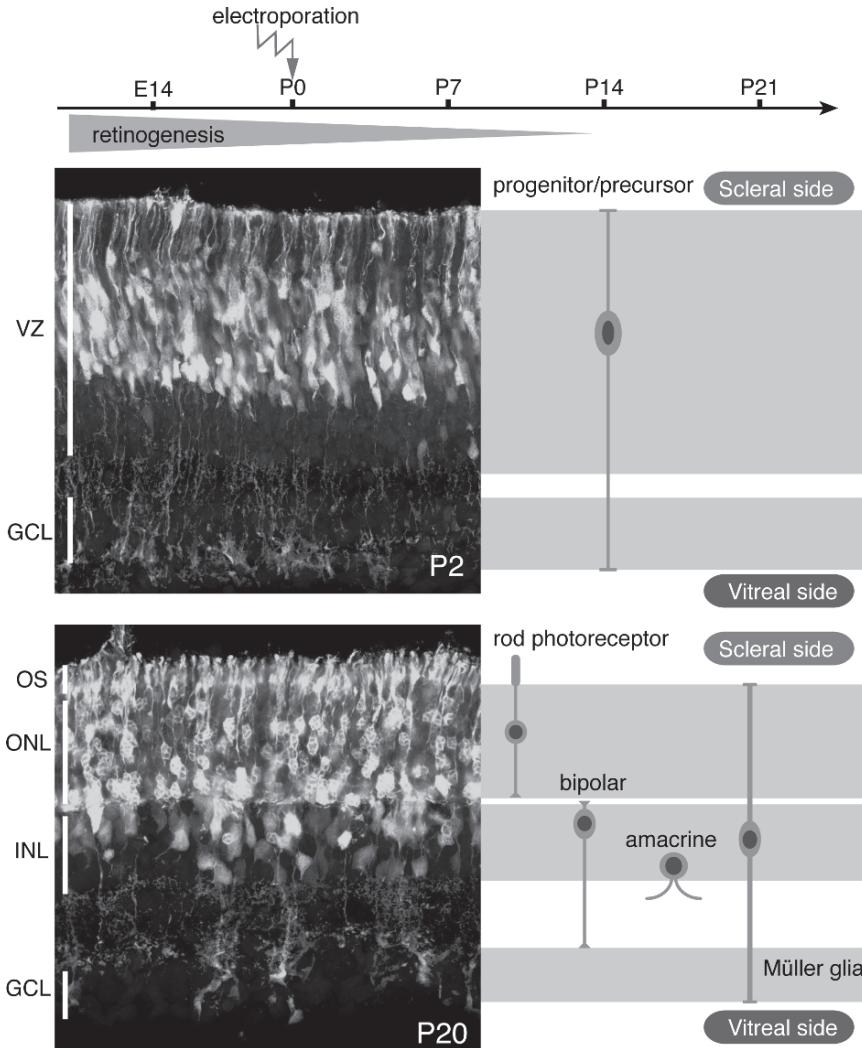 electroporation
E14
P0
P7
P14
P21
retinogenesis
progenitor/precursor
Scleral side
VZ
GCL
P2
Vitreal side
rod photoreceptor
Scleral side
OS
ONL
bipolar
INL
amacrine
Müller glia
GCL
P20
Vitreal side